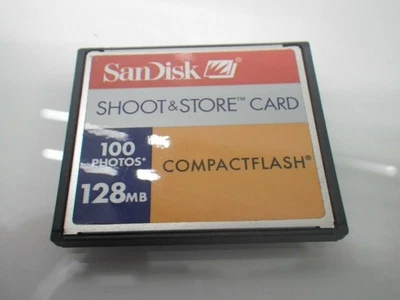 SanDisk
SHOOT&STORE™ CARD
100
PHOTOS*
128MB
COMPACTFLASH®